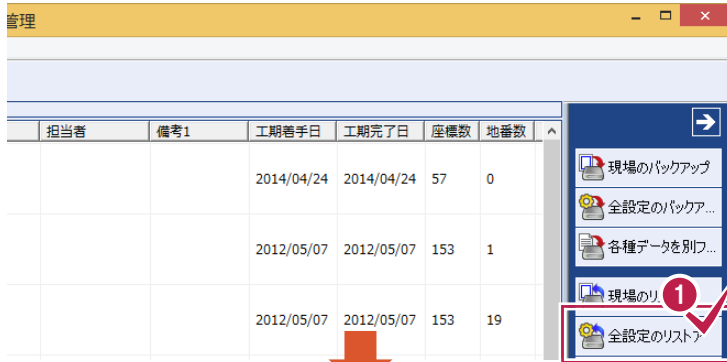 管理
担当者 備考1 工期着手日 工期完了日 座標数 地番数
2014/04/24 2014/04/24 57 0
2012/05/07 2012/05/07 153 1
2012/05/07 2012/05/07 153 19
現場のバックアップ
全設定のバックア...
各種データを別フ...
現場のリ
1
全設定のリストア